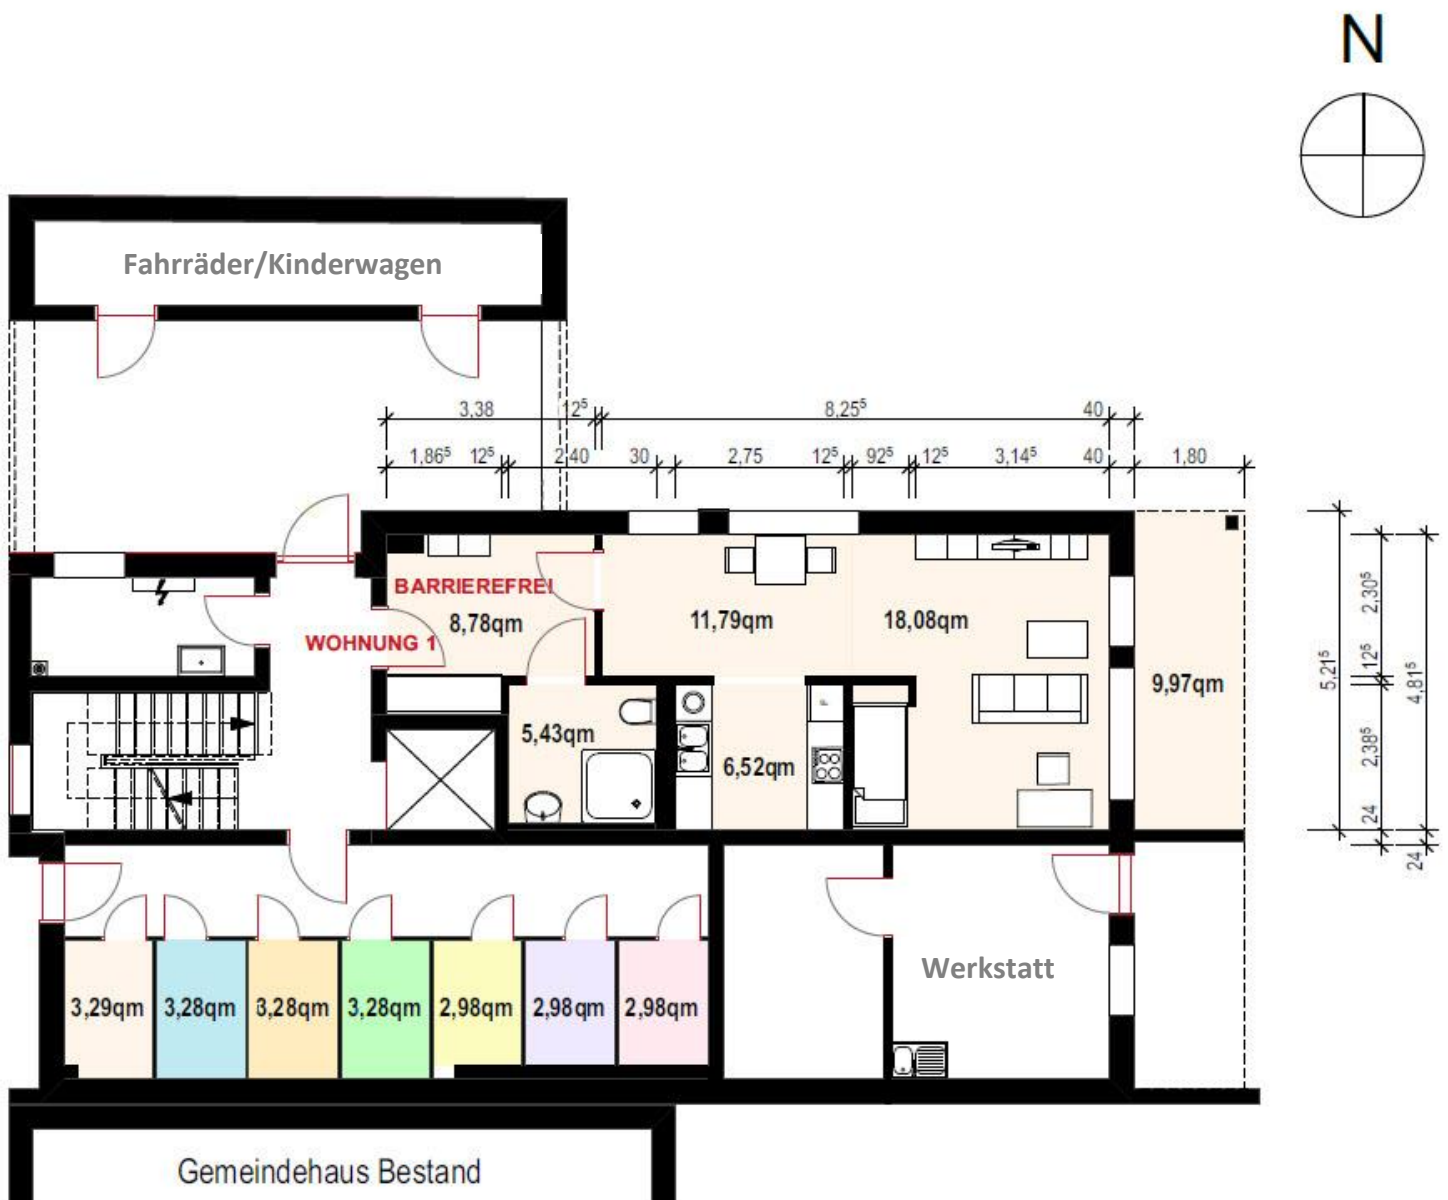 N
Fahrräder/Kinderwagen
3,38 12⁵ 8,25⁵ 40
1,86⁵ 12⁵ 2,40 30 2,75 12⁵ 92⁵ 12⁵ 3,14⁵ 40 1,80
BARRIEREFREI
8,78qm
WOHNUNG 1
11,79qm
18,08qm
9,97qm
5,43qm
6,52qm
5,21⁵
2,30⁵
12⁵
2,38⁵
24
4,81⁵
24
3,29qm 3,28qm 3,28qm 3,28qm 2,98qm 2,98qm 2,98qm
Werkstatt
Gemeindehaus Bestand